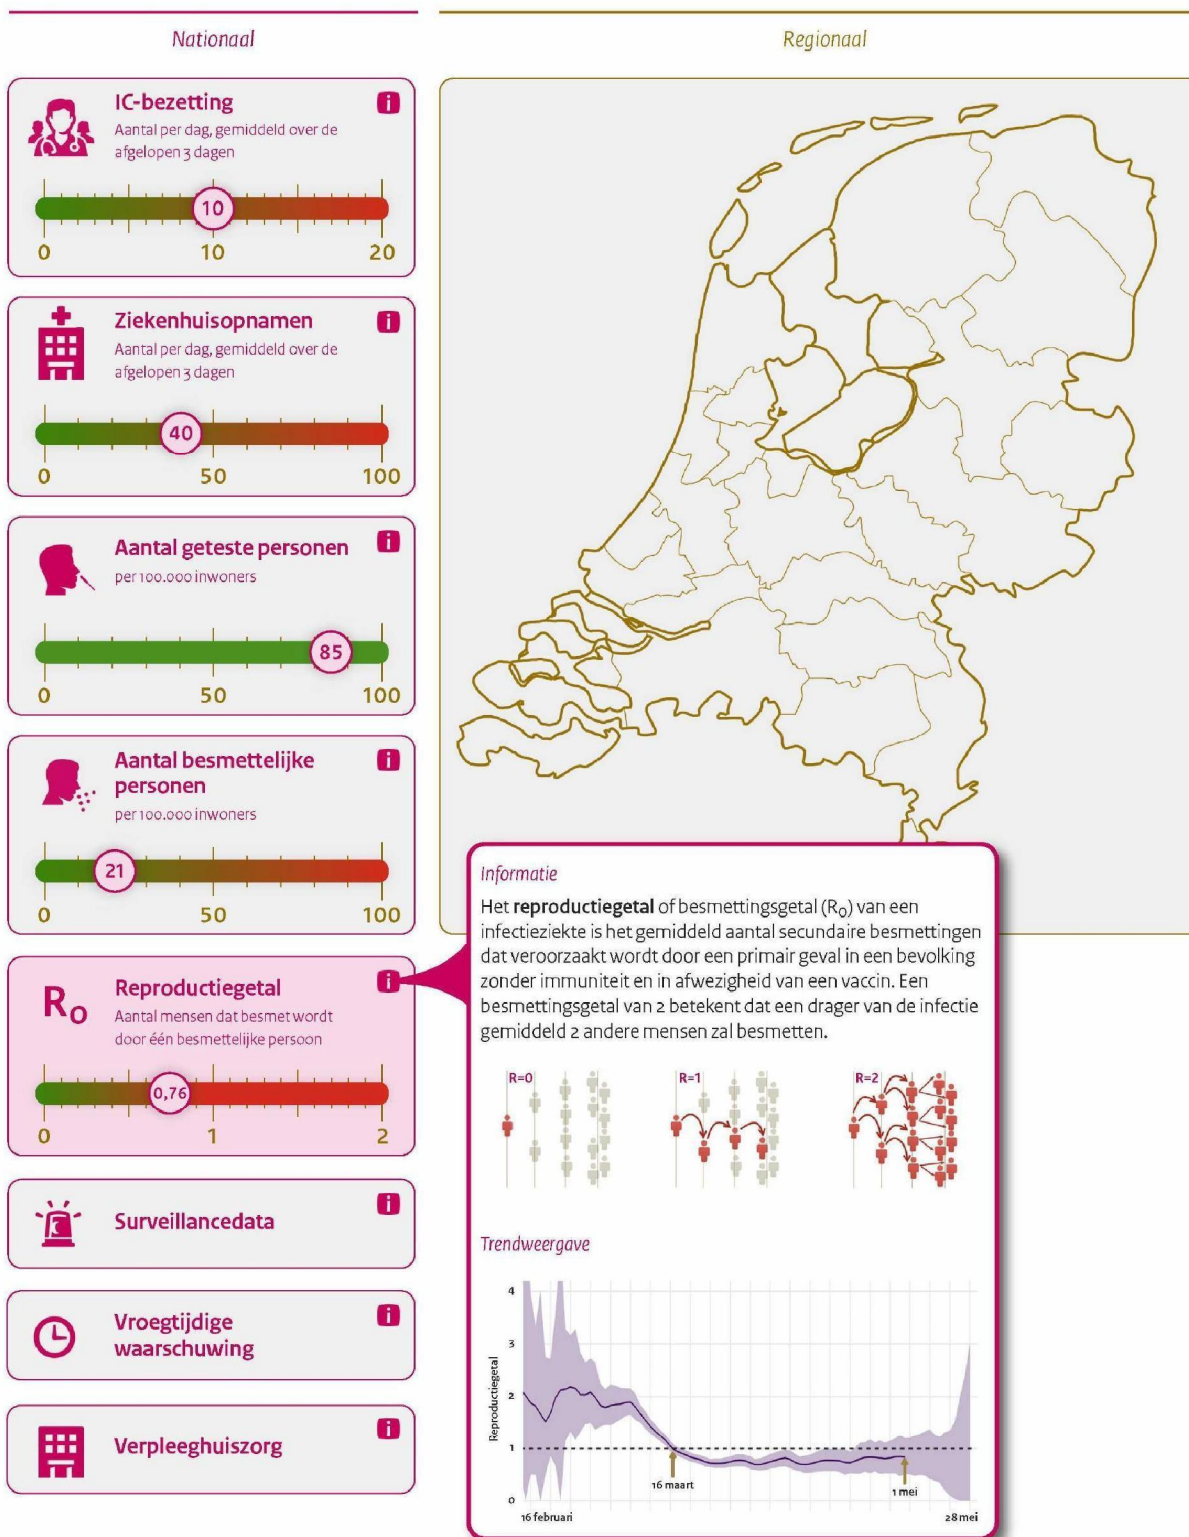 Nationaal
Regionaal
IC-bezetting
Aantal per dag, gemiddeld over de
afgelopen 3 dagen
10
0 10 20
Ziekenhuisopnamen
Aantal per dag, gemiddeld over de
afgelopen 3 dagen
40
0 50 100
Aantal geteste personen
per 100.000 inwoners
85
0 50 100
Aantal besmettelijke
personen
per 100.000 inwoners
21
0 50 100
R0
Reproductiegetal
Aantal mensen dat besmet wordt
door één besmettelijke persoon
0,76
0 1 2
Surveillancedata
Vroegtijdige
waarschuwing
Verpleeghuiszorg
Informatie
Het reproductiegetal of besmettingsgetal (R0) van een
infectieziekte is het gemiddeld aantal secundaire besmettingen
dat veroorzaakt wordt door een primair geval in een bevolking
zonder immuniteit en in afwezigheid van een vaccin. Een
besmettingsgetal van 2 betekent dat een drager van de infectie
gemiddeld 2 andere mensen zal besmetten.
R=0 R=1 R=2
Trendweergave
Reproductiegetal
4
3
2
1
0
16 maart
1 mei
16 februari
28 mei